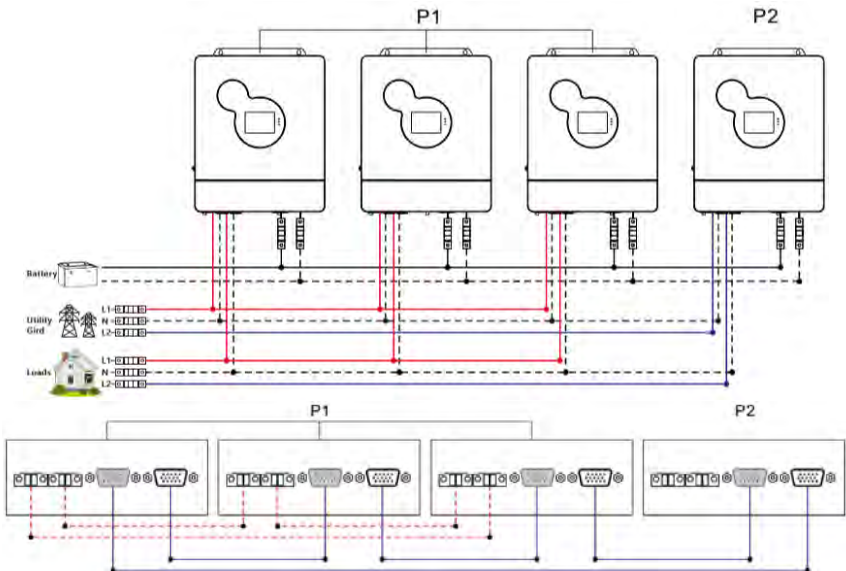 P1 P2
Battery
L1
Utility N
Gird L2
L1
Loads N
L2
P1 P2